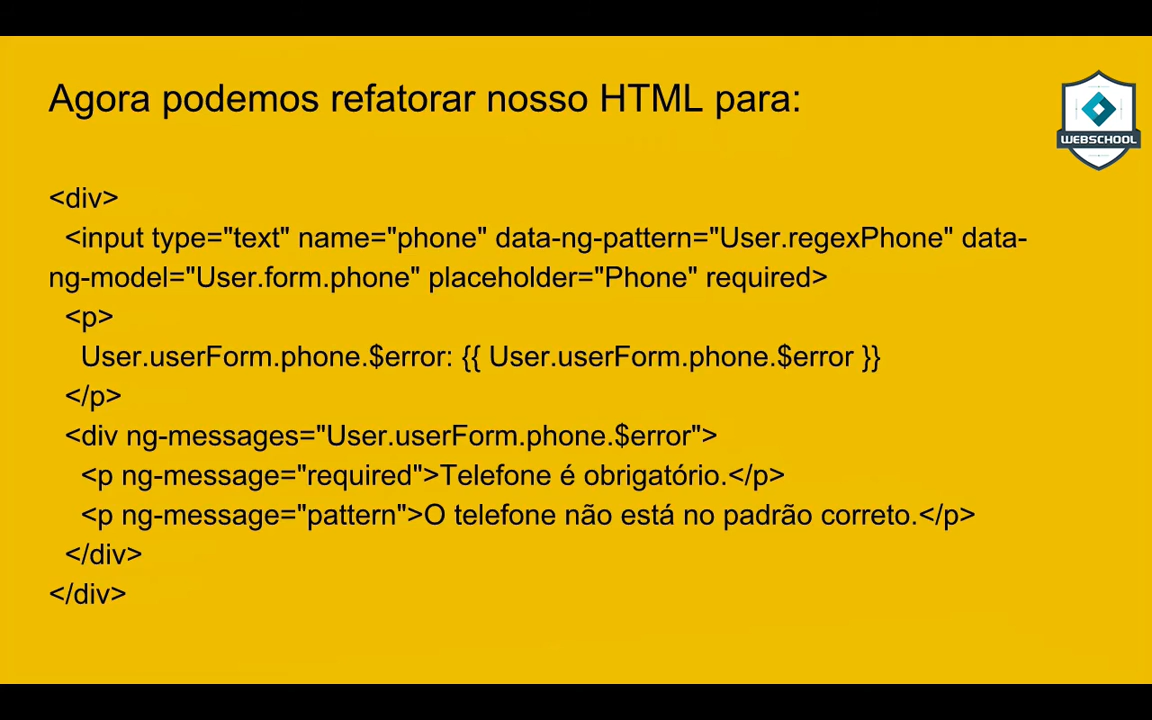 Agora podemos refatorar nosso HTML para:
WEBSCHOOL
<div>
  <input type="text" name="phone" data-ng-pattern="User.regexPhone" data-
ng-model="User.form.phone" placeholder="Phone" required>
  <p>
    User.userForm.phone.$error: {{ User.userForm.phone.$error }}
  </p>
  <div ng-messages="User.userForm.phone.$error">
    <p ng-message="required">Telefone é obrigatório.</p>
    <p ng-message="pattern">O telefone não está no padrão correto.</p>
  </div>
</div>